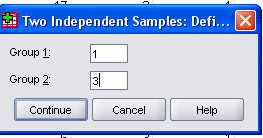 Two Independent Samples: Defi...
Group 1: 1
Group 2: 3
Continue Cancel Help